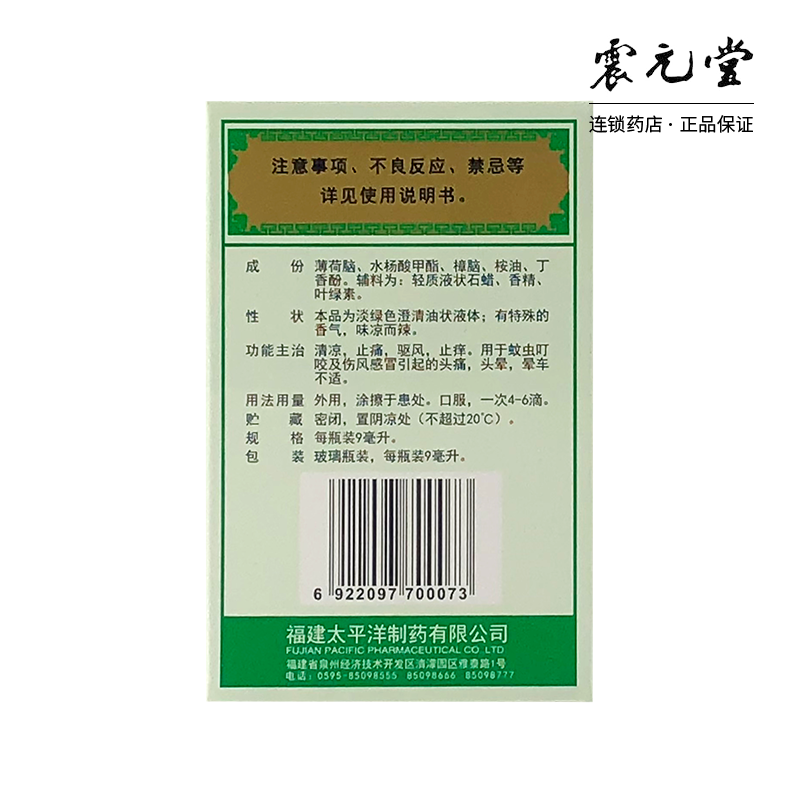 震元堂
连锁药店·正品保证
注意事项、不良反应、禁忌等
详见使用说明书。
成 份 薄荷脑、水杨酸甲酯、樟脑、桉油、丁
香酚。辅料为：轻质液状石蜡、香精、
叶绿素。
性 状 本品为淡绿色澄清油状液体；有特殊的
香气，味凉而辣。
功能主治 清凉，止痛，驱风，止痒。用于蚊虫叮
咬及伤风感冒引起的头痛，头晕，晕车
不适。
用法用量 外用，涂擦于患处。口服，一次4-6滴。
贮 藏 密闭，置阴凉处（不超过20℃）。
规 格 每瓶装9毫升。
包 装 玻璃瓶装，每瓶装9毫升。
6 922097 700073
福建太平洋制药有限公司
FUJIAN PACIFIC PHARMACEUTICAL CO LTD
福建省泉州经济技术开发区清濛园区雅泰路1号
电话：0595-85098555 85098666 85098777